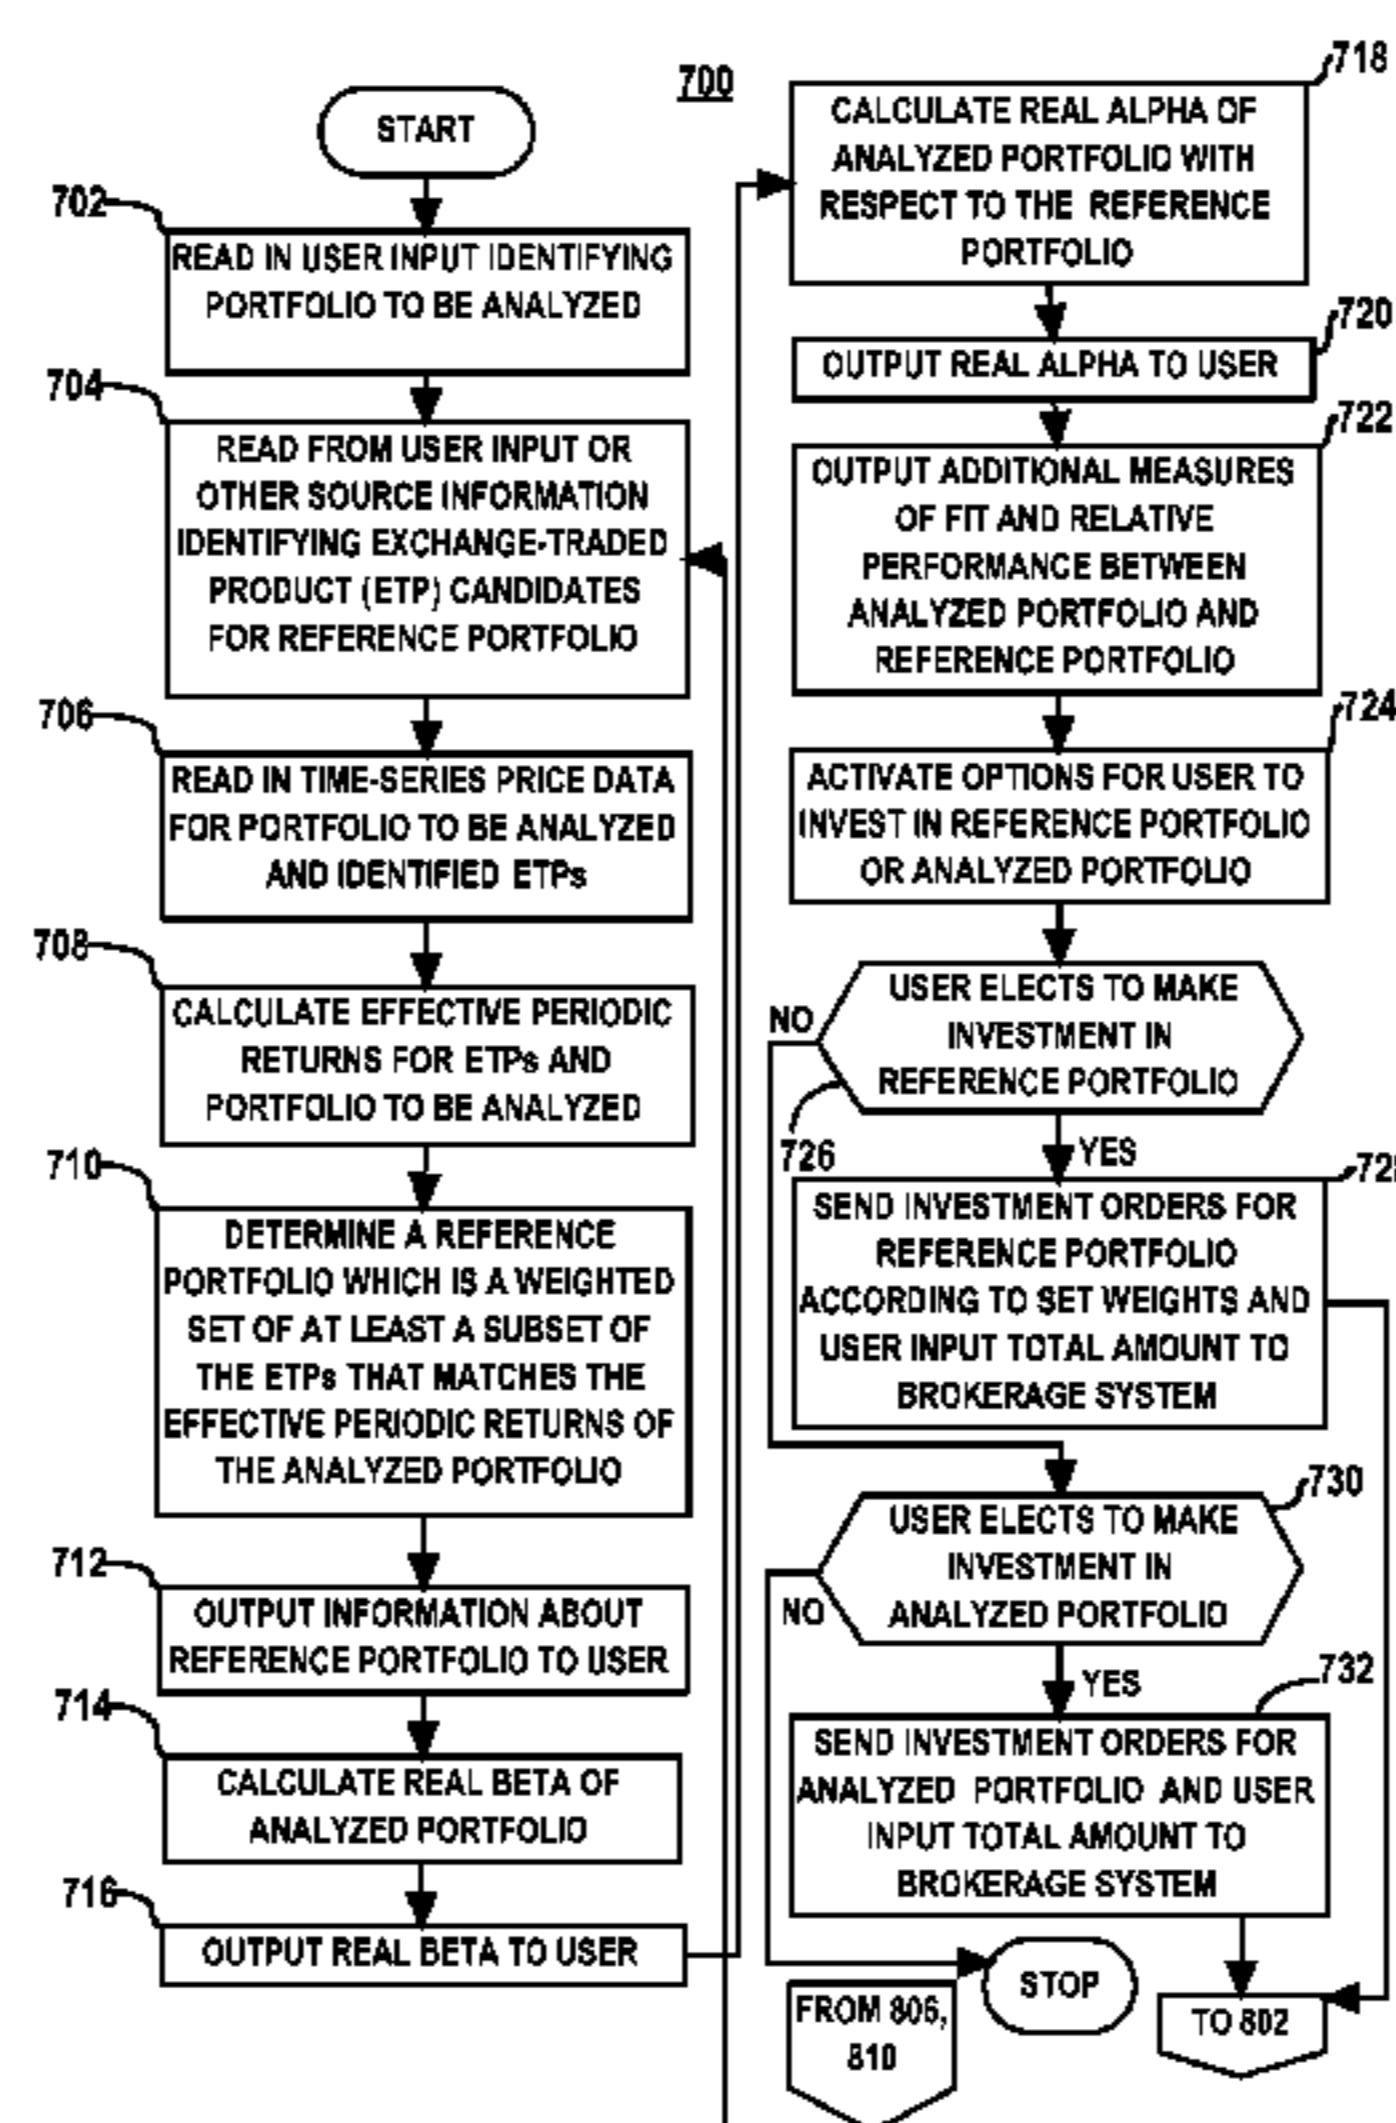 700
START
702
READ IN USER INPUT IDENTIFYING
PORTFOLIO TO BE ANALYZED
704
READ FROM USER INPUT OR
OTHER SOURCE INFORMATION
IDENTIFYING EXCHANGE-TRADED
PRODUCT (ETP) CANDIDATES
FOR REFERENCE PORTFOLIO
706
READ IN TIME-SERIES PRICE DATA
FOR PORTFOLIO TO BE ANALYZED
AND IDENTIFIED ETPs
708
CALCULATE EFFECTIVE PERIODIC
RETURNS FOR ETPs AND
PORTFOLIO TO BE ANALYZED
710
DETERMINE A REFERENCE
PORTFOLIO WHICH IS A WEIGHTED
SET OF AT LEAST A SUBSET OF
THE ETPs THAT MATCHES THE
EFFECTIVE PERIODIC RETURNS OF
THE ANALYZED PORTFOLIO
712
OUTPUT INFORMATION ABOUT
REFERENCE PORTFOLIO TO USER
714
CALCULATE REAL BETA OF
ANALYZED PORTFOLIO
716
OUTPUT REAL BETA TO USER
718
CALCULATE REAL ALPHA OF
ANALYZED PORTFOLIO WITH
RESPECT TO THE REFERENCE
PORTFOLIO
720
OUTPUT REAL ALPHA TO USER
722
OUTPUT ADDITIONAL MEASURES
OF FIT AND RELATIVE
PERFORMANCE BETWEEN
ANALYZED PORTFOLIO AND
REFERENCE PORTFOLIO
724
ACTIVATE OPTIONS FOR USER TO
INVEST IN REFERENCE PORTFOLIO
OR ANALYZED PORTFOLIO
USER ELECTS TO MAKE
INVESTMENT IN
REFERENCE PORTFOLIO
NO
726
YES
SEND INVESTMENT ORDERS FOR
REFERENCE PORTFOLIO
ACCORDING TO SET WEIGHTS AND
USER INPUT TOTAL AMOUNT TO
BROKERAGE SYSTEM
730
USER ELECTS TO MAKE
INVESTMENT IN
ANALYZED PORTFOLIO
NO
YES
732
SEND INVESTMENT ORDERS FOR
ANALYZED PORTFOLIO AND USER
INPUT TOTAL AMOUNT TO
BROKERAGE SYSTEM
STOP
FROM 806,
810
TO 802